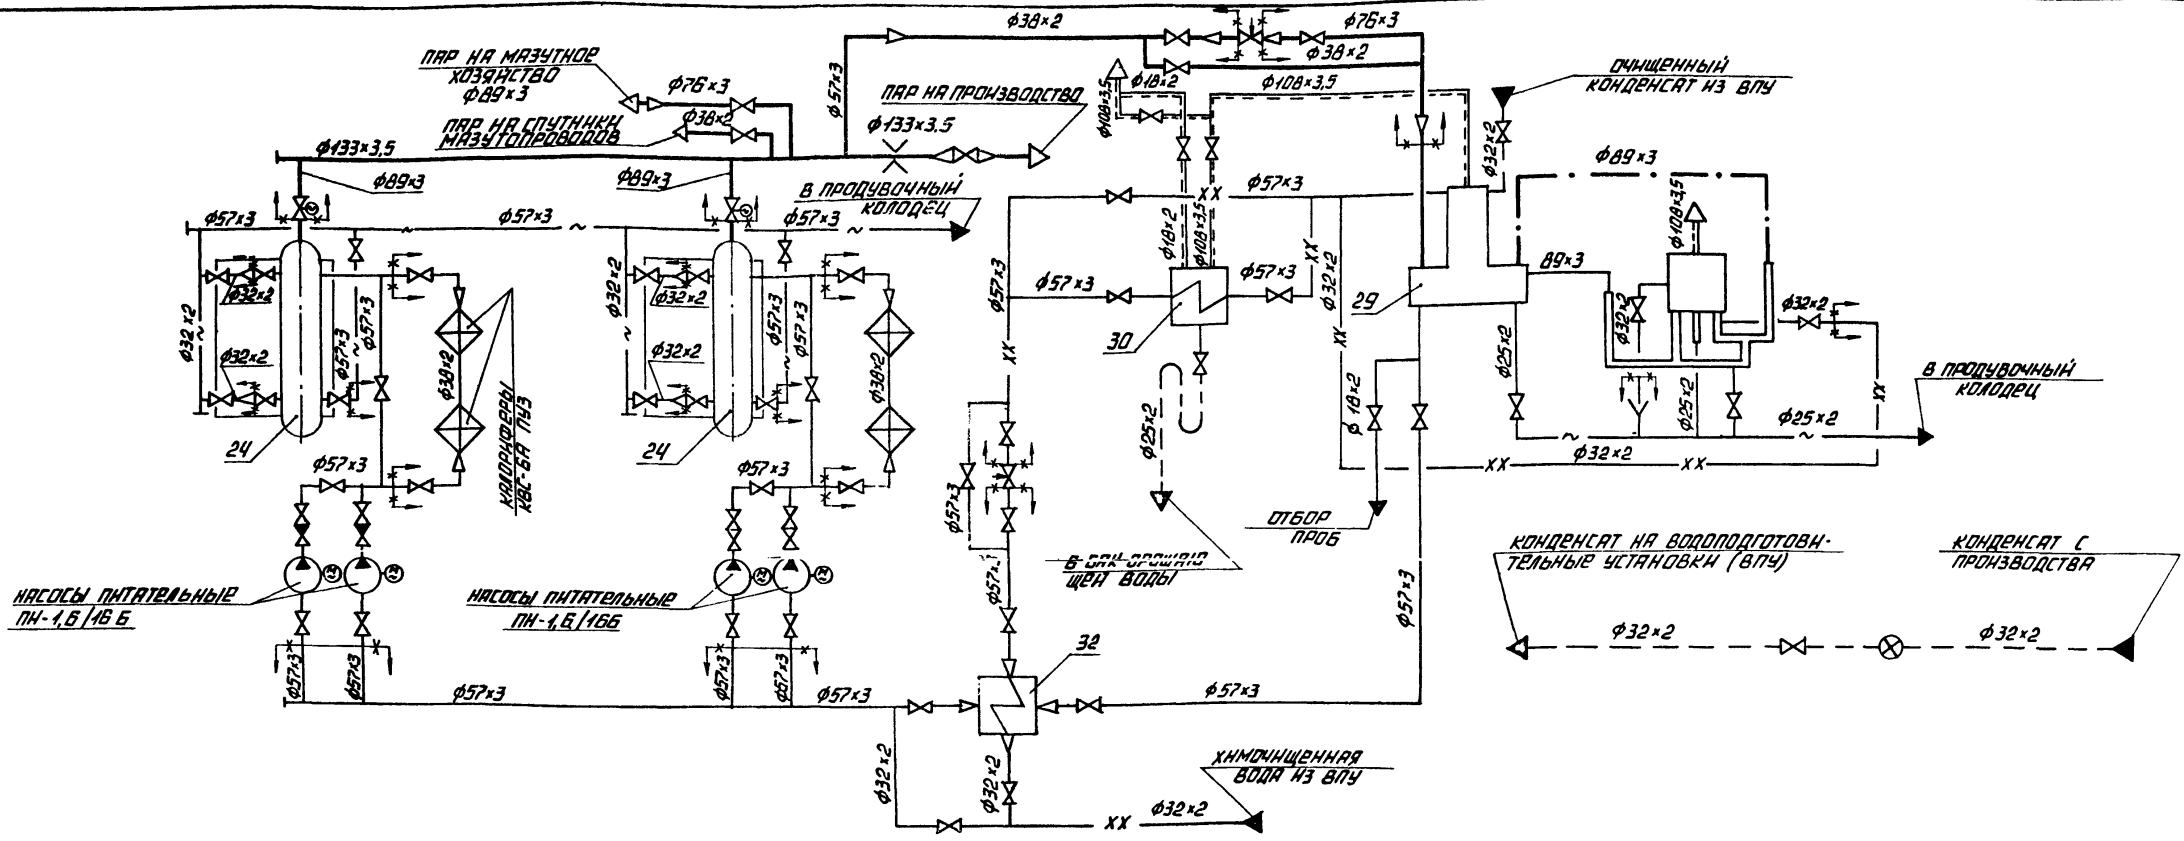 ПАР НА МАЗУТНОЕ
ХОЗЯЙСТВО
ф89×3
ф76×3
ф38×2
ПАР НА СПУТНИКИ
МАЗУТОПРОВОДОВ
ф133×3,5
ф89×3
ф89×3
ф57×3
ф38×2
ф76×3
ф38×2
ПАР НА ПРОИЗВОДСТВО
ф133×3.5
ф108×3,5
ф18×2
ф108×3,5
ОЧИЩЕННЫЙ
КОНДЕНСАТ ИЗ ВПУ
ф32×2
ф89×3
ф108×3,5
В ПРОДУВОЧНЫЙ
КОЛОДЕЦ
ф57×3
ф57×3
ф57×3
~
~
ф32×2
~
ф32×2
ф32×2
ф57×3
~
ф57×3
ф38×2
24
КАЛОРИФЕРЫ
КВС-6А ПУЗ
ф32×2
~
ф32×2
ф32×2
ф57×3
~
ф57×3
ф38×2
24
ф57×3
ф57×3
НАСОСЫ ПИТАТЕЛЬНЫЕ
ПН-1,6/16 Б
НАСОСЫ ПИТАТЕЛЬНЫЕ
ПН-1,6/16Б
ф57×3
ф57×3
ф57×3
ф57×3
ф57×3
ф57×3
XX
ф57×3
ф57×3
XX
ф57×3
ф18×2
ф108×3,5
ф57×3
XX
30
ф25×2
ф32×2
XX
29
89×3
ф32×2
ф32×2
XX
ф25×2
ф25×2
ф18×2
В ПРОДУВОЧНЫЙ
КОЛОДЕЦ
~
ф25×2
~
XX
ф32×2
XX
ОТБОР
ПРОБ
ЩЕЙ ВОДЫ
ф57×3
ф57×3
ф57×3
КОНДЕНСАТ НА ВОДОПОДГОТОВИ-
ТЕЛЬНЫЕ УСТАНОВКИ (ВПУ)
КОНДЕНСАТ С
ПРОИЗВОДСТВА
ф32×2
ф32×2
32
ф57×3
ф32×2
ф32×2
ХИМОЧИЩЕННАЯ
ВОДА ИЗ ВПУ
XX
ф32×2